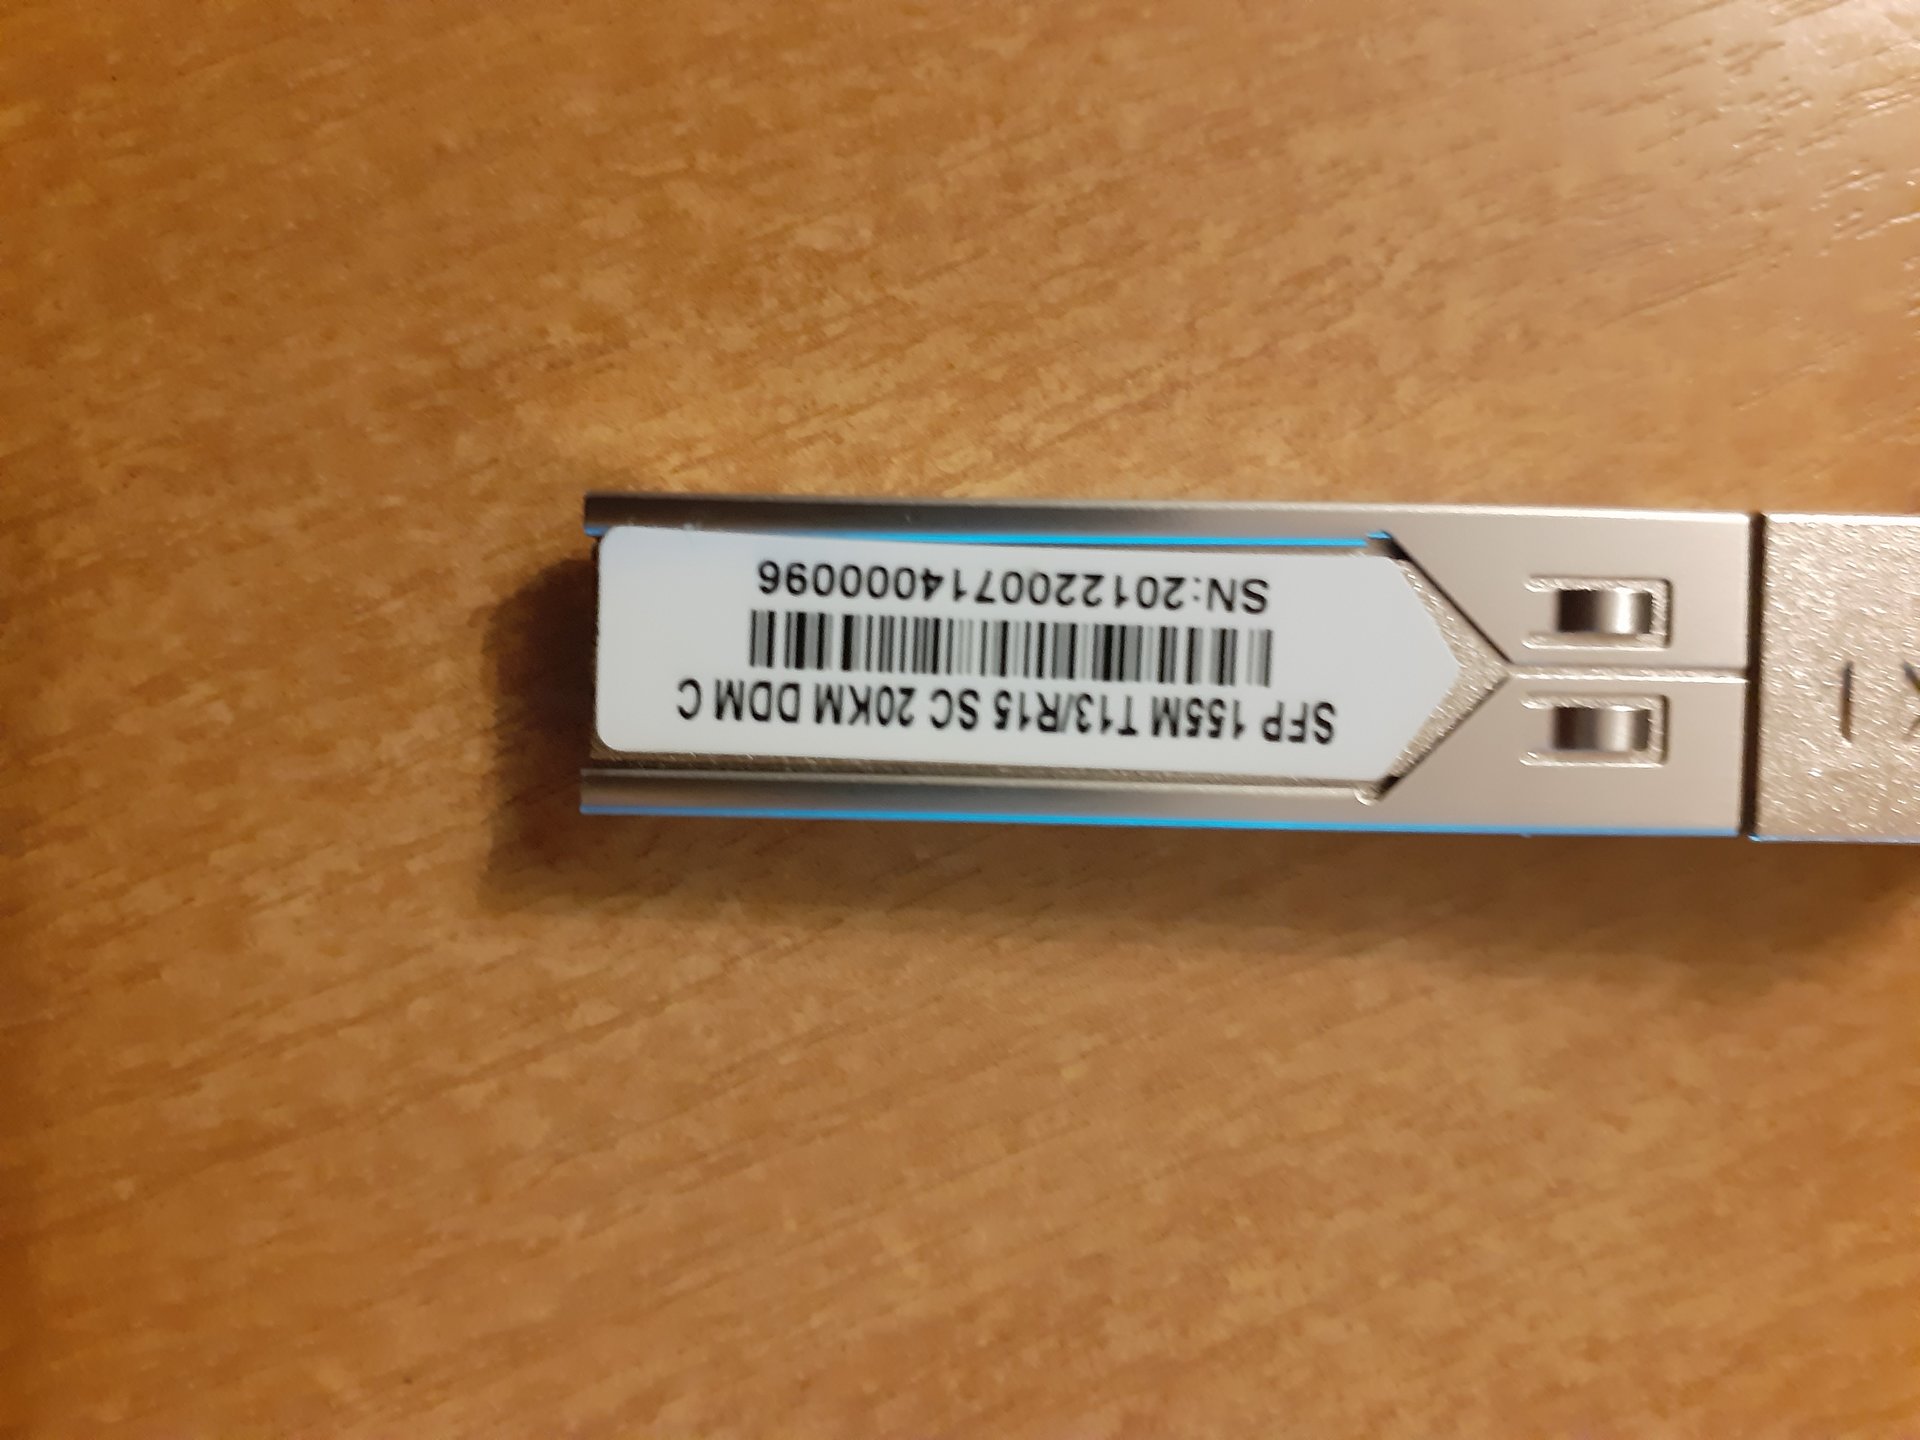 SFP 155M T13/R15 SC 20KM DDM C
SN:2012200714000096